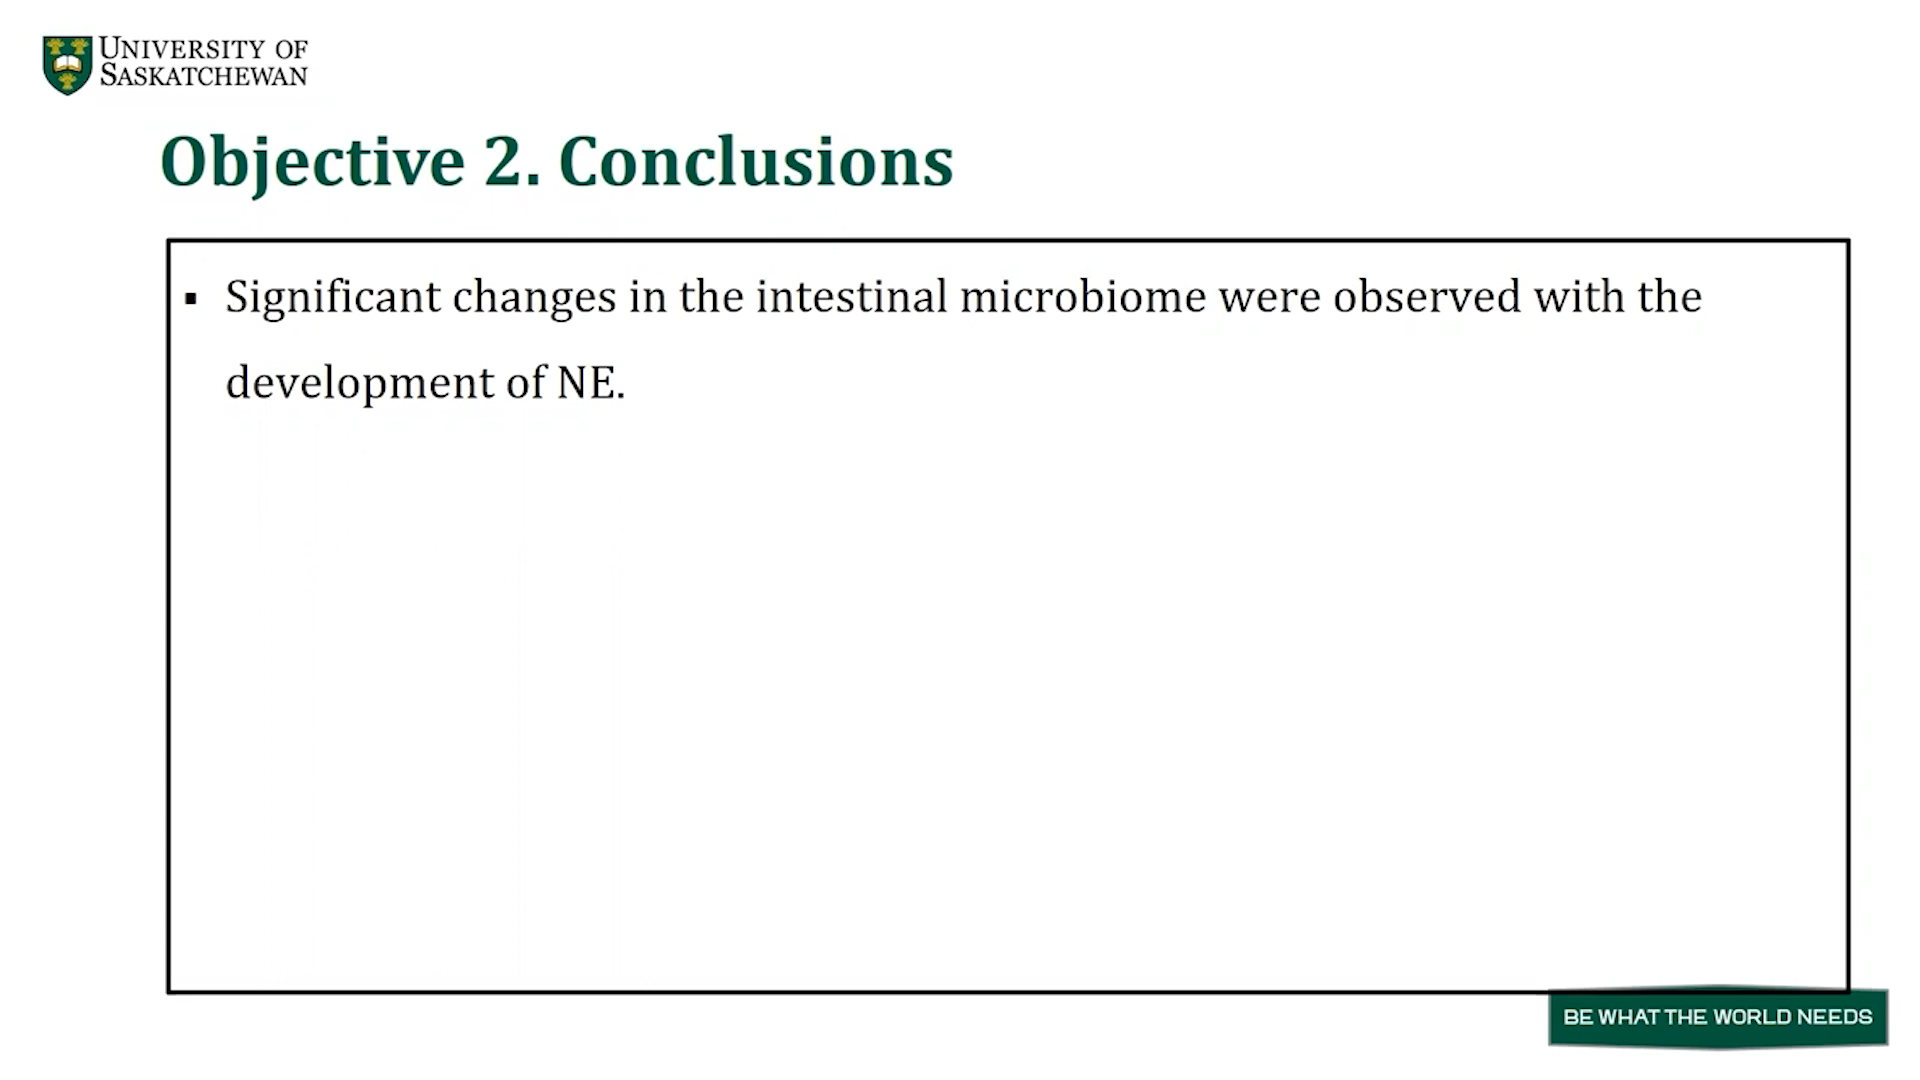 UNIVERSITY OF
SASKATCHEWAN
Objective 2. Conclusions
▪ Significant changes in the intestinal microbiome were observed with the
development of NE.
BE WHAT THE WORLD NEEDS